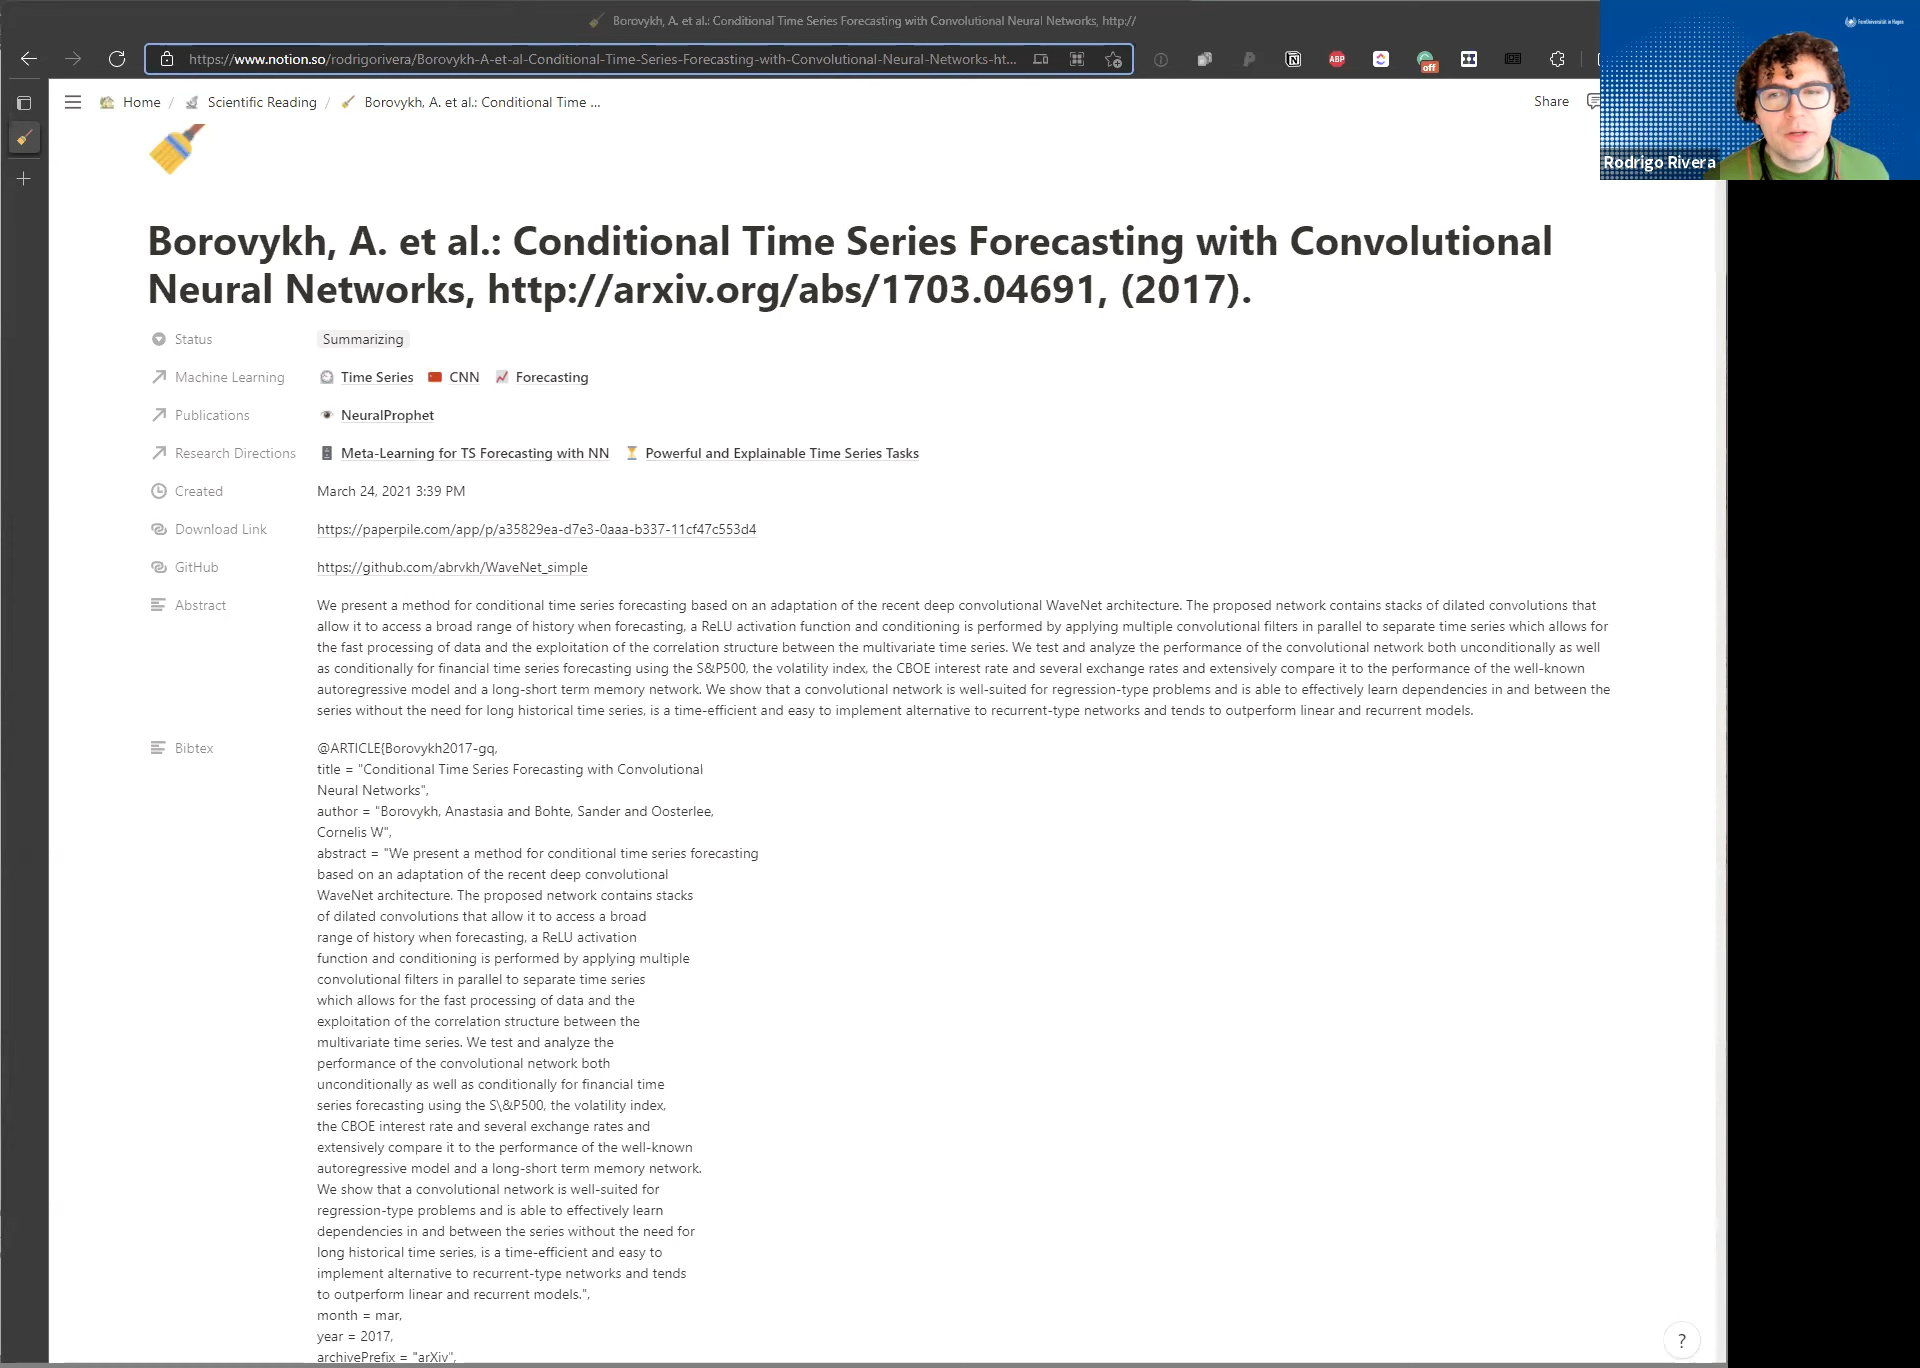 Borovykh, A. et al.: Conditional Time Series Forecasting with Convolutional Neural Networks, http://
https://www.notion.so/rodrigorivera/Borovykh-A-et-al-Conditional-Time-Series-Forecasting-with-Convolutional-Neural-Networks-ht...
ABP
off
Home / Scientific Reading / Borovykh, A. et al.: Conditional Time ...
Share
FernUniversität in Hagen
Rodrigo Rivera
Borovykh, A. et al.: Conditional Time Series Forecasting with Convolutional
Neural Networks, http://arxiv.org/abs/1703.04691, (2017).
Status Summarizing
Machine Learning Time Series CNN Forecasting
Publications NeuralProphet
Research Directions Meta-Learning for TS Forecasting with NN Powerful and Explainable Time Series Tasks
Created March 24, 2021 3:39 PM
Download Link https://paperpile.com/app/p/a35829ea-d7e3-0aaa-b337-11cf47c553d4
GitHub https://github.com/abrvkh/WaveNet_simple
Abstract We present a method for conditional time series forecasting based on an adaptation of the recent deep convolutional WaveNet architecture. The proposed network contains stacks of dilated convolutions that
allow it to access a broad range of history when forecasting, a ReLU activation function and conditioning is performed by applying multiple convolutional filters in parallel to separate time series which allows for
the fast processing of data and the exploitation of the correlation structure between the multivariate time series. We test and analyze the performance of the convolutional network both unconditionally as well
as conditionally for financial time series forecasting using the S&P500, the volatility index, the CBOE interest rate and several exchange rates and extensively compare it to the performance of the well-known
autoregressive model and a long-short term memory network. We show that a convolutional network is well-suited for regression-type problems and is able to effectively learn dependencies in and between the
series without the need for long historical time series, is a time-efficient and easy to implement alternative to recurrent-type networks and tends to outperform linear and recurrent models.
Bibtex @ARTICLE{Borovykh2017-gq,
title = "Conditional Time Series Forecasting with Convolutional
Neural Networks",
author = "Borovykh, Anastasia and Bohte, Sander and Oosterlee,
Cornelis W",
abstract = "We present a method for conditional time series forecasting
based on an adaptation of the recent deep convolutional
WaveNet architecture. The proposed network contains stacks
of dilated convolutions that allow it to access a broad
range of history when forecasting, a ReLU activation
function and conditioning is performed by applying multiple
convolutional filters in parallel to separate time series
which allows for the fast processing of data and the
exploitation of the correlation structure between the
multivariate time series. We test and analyze the
performance of the convolutional network both
unconditionally as well as conditionally for financial time
series forecasting using the S\&P500, the volatility index,
the CBOE interest rate and several exchange rates and
extensively compare it to the performance of the well-known
autoregressive model and a long-short term memory network.
We show that a convolutional network is well-suited for
regression-type problems and is able to effectively learn
dependencies in and between the series without the need for
long historical time series, is a time-efficient and easy to
implement alternative to recurrent-type networks and tends
to outperform linear and recurrent models.",
month = mar,
year = 2017,
archivePrefix = "arXiv",
?